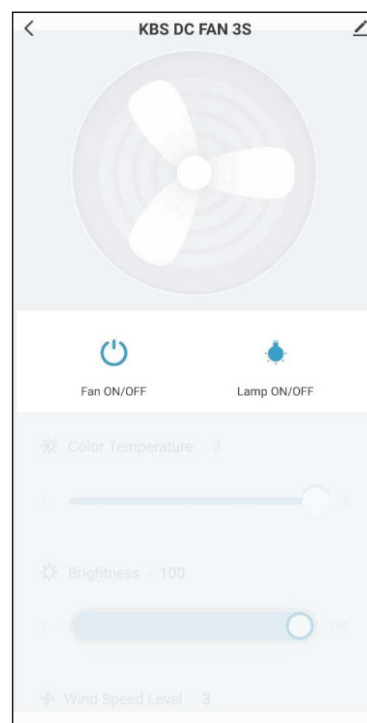 KBS DC FAN 3S
Fan ON/OFF
Lamp ON/OFF
Color Temperature · 3
Brightness · 100
100
Wind Speed Level · 3